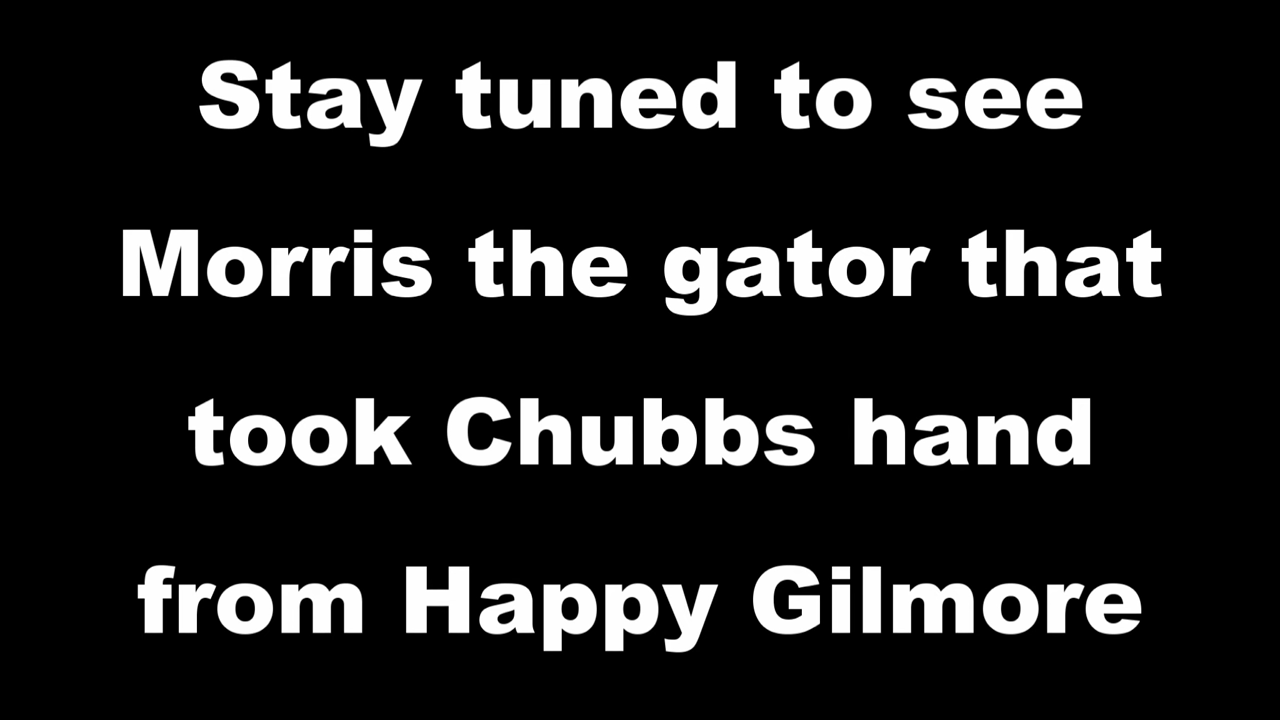 Stay tuned to see
Morris the gator that
took Chubbs hand
from Happy Gilmore